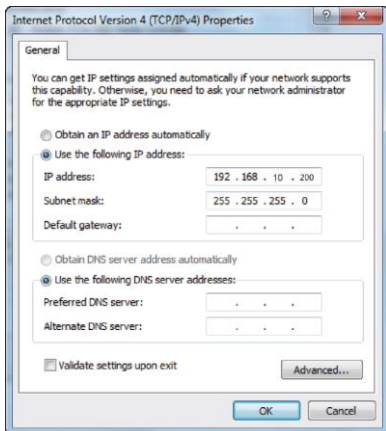 Internet Protocol Version 4 (TCP/IPv4) Properties
General
You can get IP settings assigned automatically if your network supports
this capability. Otherwise, you need to ask your network administrator
for the appropriate IP settings.
Obtain an IP address automatically
Use the following IP address:
IP address: 192 . 168 . 10 . 200
Subnet mask: 255 . 255 . 255 . 0
Default gateway: . . .
Obtain DNS server address automatically
Use the following DNS server addresses:
Preferred DNS server: . . .
Alternate DNS server: . . .
Validate settings upon exit
Advanced...
OK Cancel